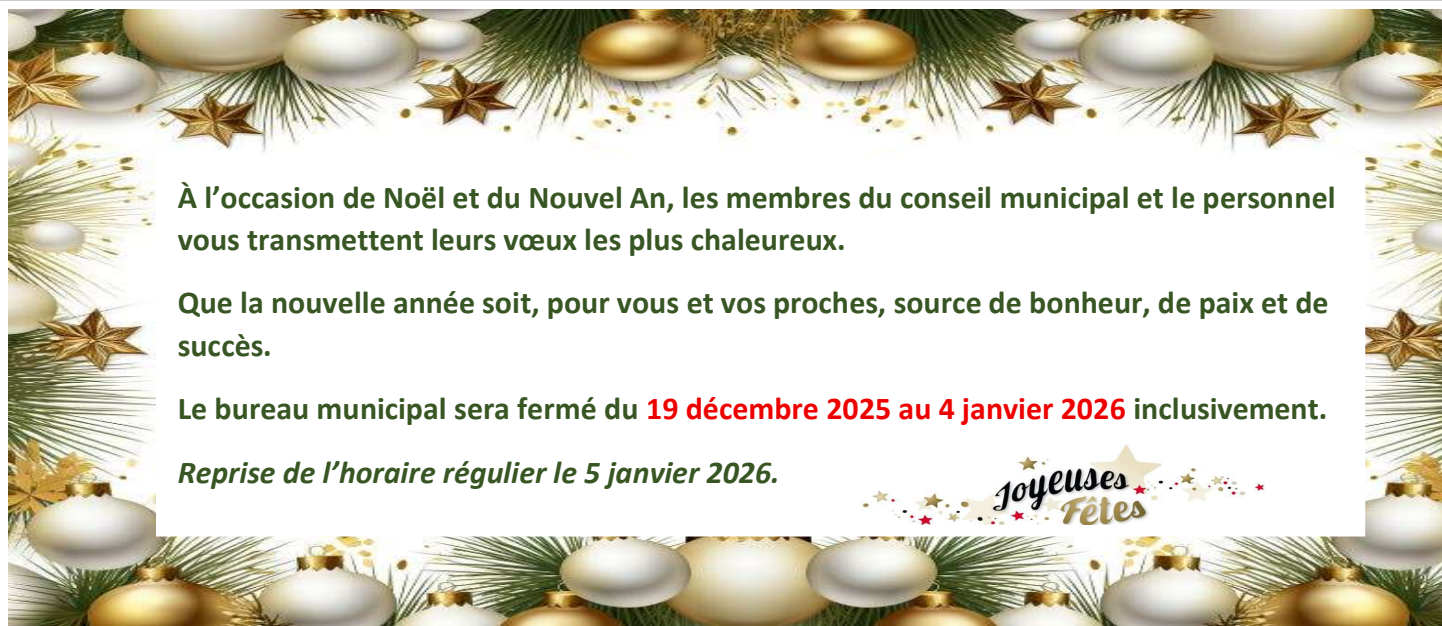 À l’occasion de Noël et du Nouvel An, les membres du conseil municipal et le personnel
vous transmettent leurs vœux les plus chaleureux.
Que la nouvelle année soit, pour vous et vos proches, source de bonheur, de paix et de
succès.
Le bureau municipal sera fermé du 19 décembre 2025 au 4 janvier 2026 inclusivement.
Reprise de l’horaire régulier le 5 janvier 2026.
Joyeuses
Fêtes